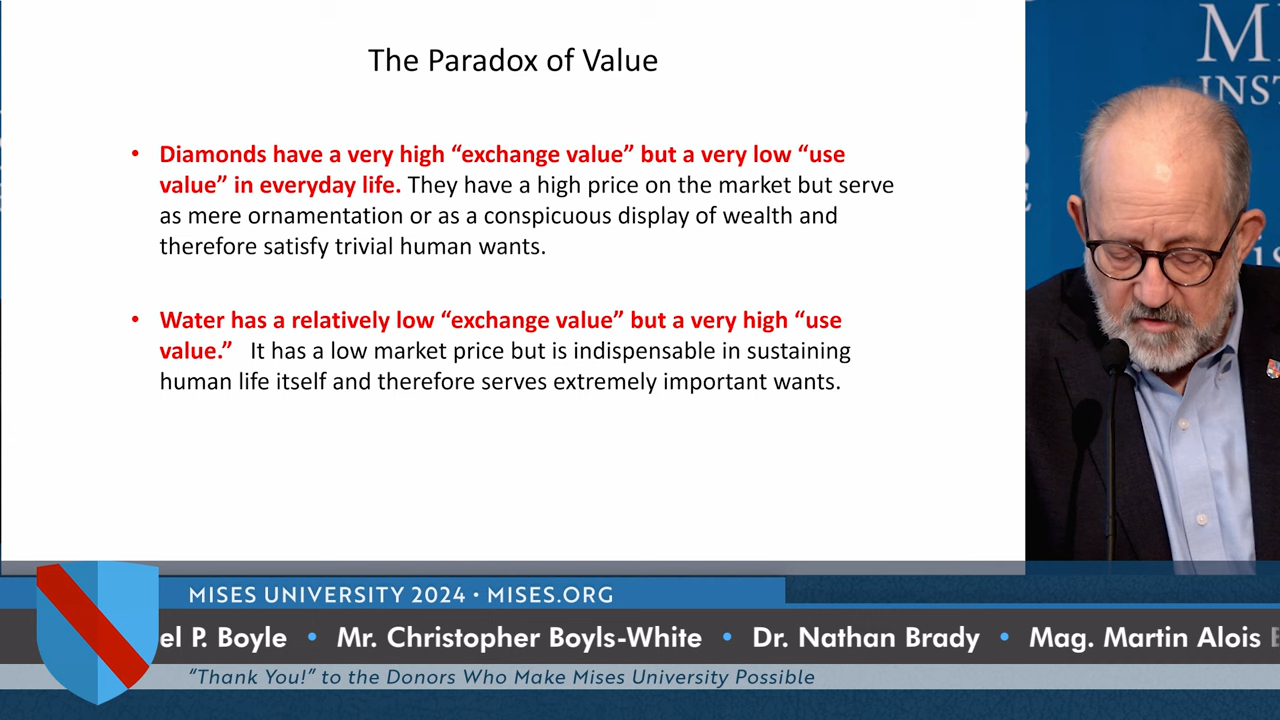 The Paradox of Value
• Diamonds have a very high “exchange value” but a very low “use
value” in everyday life. They have a high price on the market but serve
as mere ornamentation or as a conspicuous display of wealth and
therefore satisfy trivial human wants.
• Water has a relatively low “exchange value” but a very high “use
value.” It has a low market price but is indispensable in sustaining
human life itself and therefore serves extremely important wants.
MI
INST
MISES UNIVERSITY 2024 • MISES.ORG
el P. Boyle • Mr. Christopher Boyls-White • Dr. Nathan Brady • Mag. Martin Alois
“Thank You!” to the Donors Who Make Mises University Possible